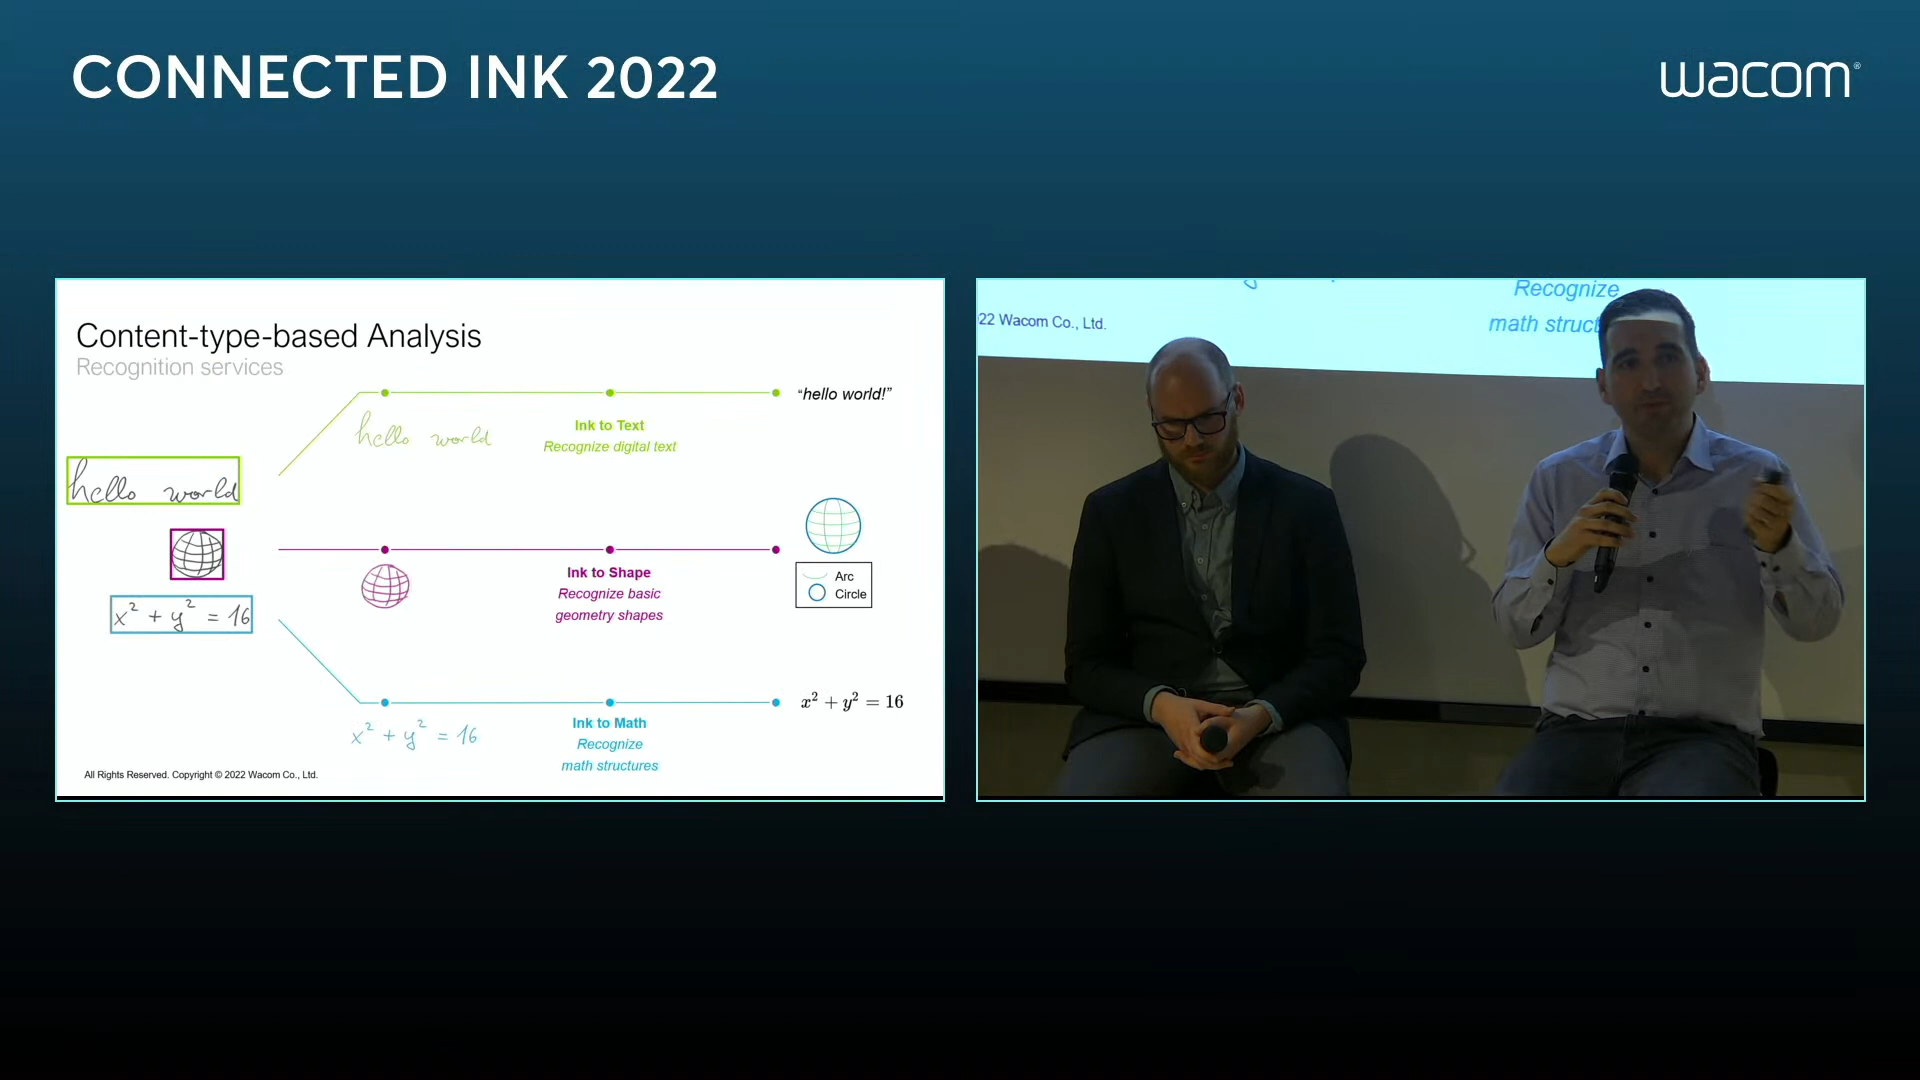 CONNECTED INK 2022
wacom®
Content-type-based Analysis
Recognition services
"hello world!"
hello world
Ink to Text
Recognize digital text
hello world
Ink to Shape
Recognize basic
geometry shapes
Arc
Circle
x² + y² = 16
x² + y² = 16
x² + y² = 16
Ink to Math
Recognize
math structures
All Rights Reserved. Copyright © 2022 Wacom Co., Ltd.
Recognize
math struct
22 Wacom Co., Ltd.